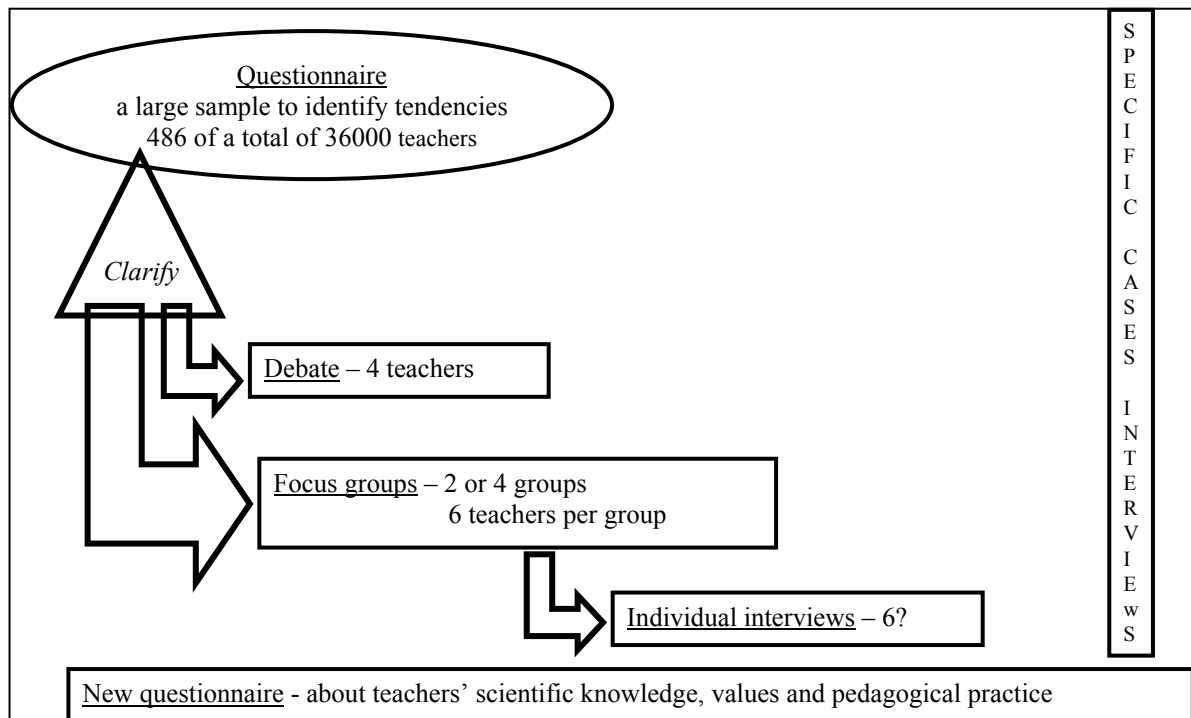 Questionnaire
a large sample to identify tendencies
486 of a total of 36000 teachers
Clarify
Debate – 4 teachers
Focus groups – 2 or 4 groups
6 teachers per group
Individual interviews – 6?
New questionnaire - about teachers’ scientific knowledge, values and pedagogical practice
SPECIFIC CASES INTERVIEwS